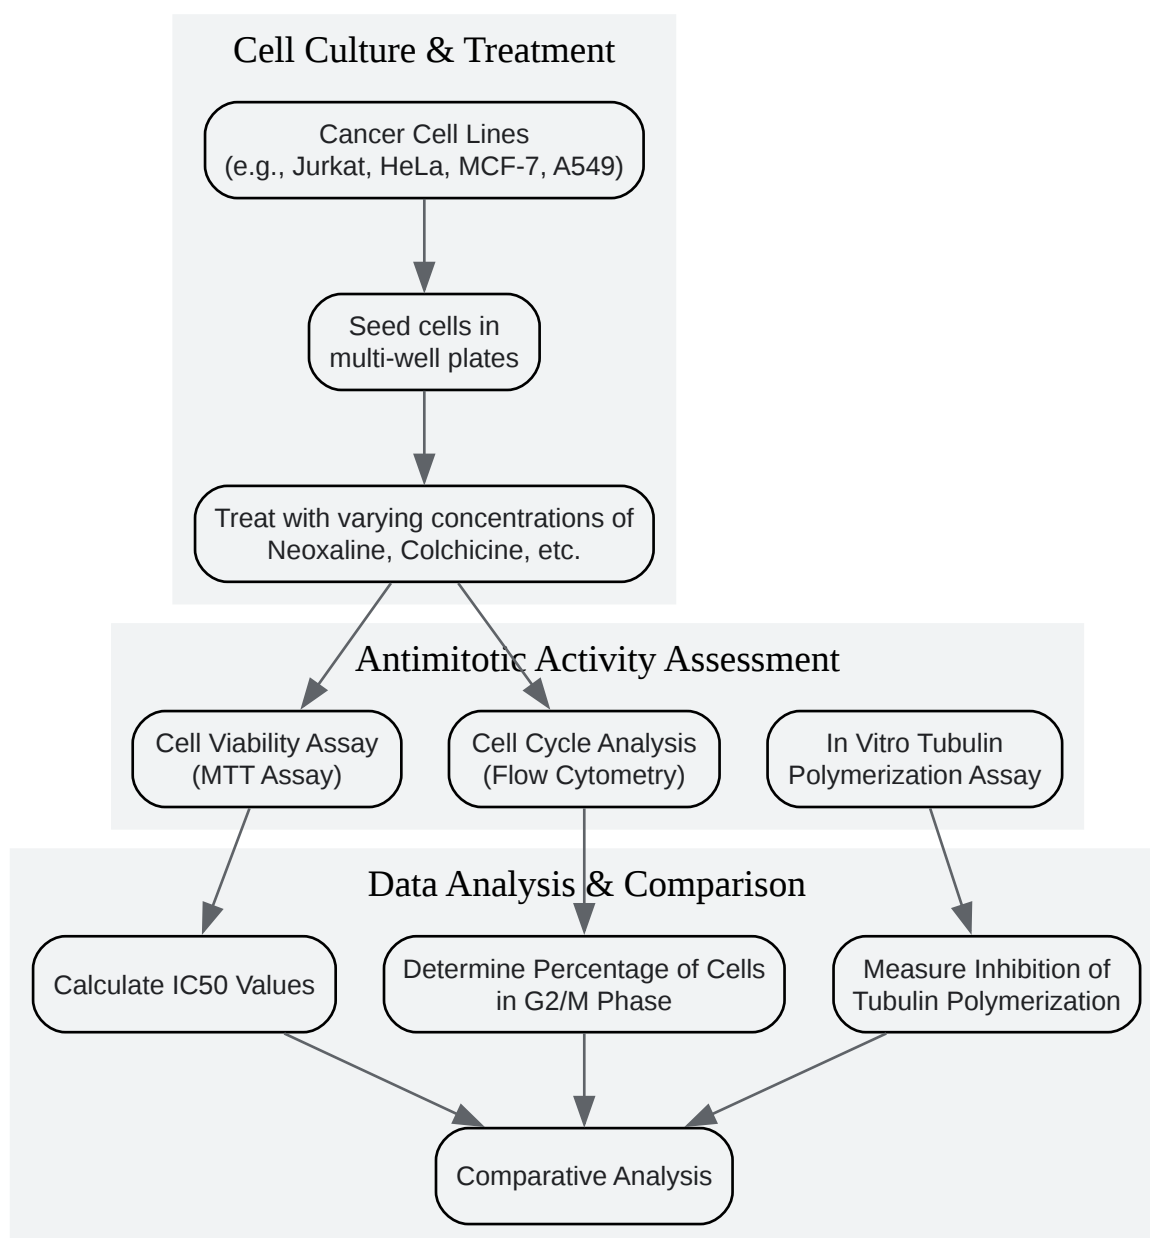 Cell Culture & Treatment
Cancer Cell Lines
(e.g., Jurkat, HeLa, MCF-7, A549)
Seed cells in
multi-well plates
Treat with varying concentrations of
Neoxaline, Colchicine, etc.
Antimitotic Activity Assessment
Cell Viability Assay
(MTT Assay)
Cell Cycle Analysis
(Flow Cytometry)
In Vitro Tubulin
Polymerization Assay
Data Analysis & Comparison
Calculate IC50 Values
Determine Percentage of Cells
in G2/M Phase
Measure Inhibition of
Tubulin Polymerization
Comparative Analysis